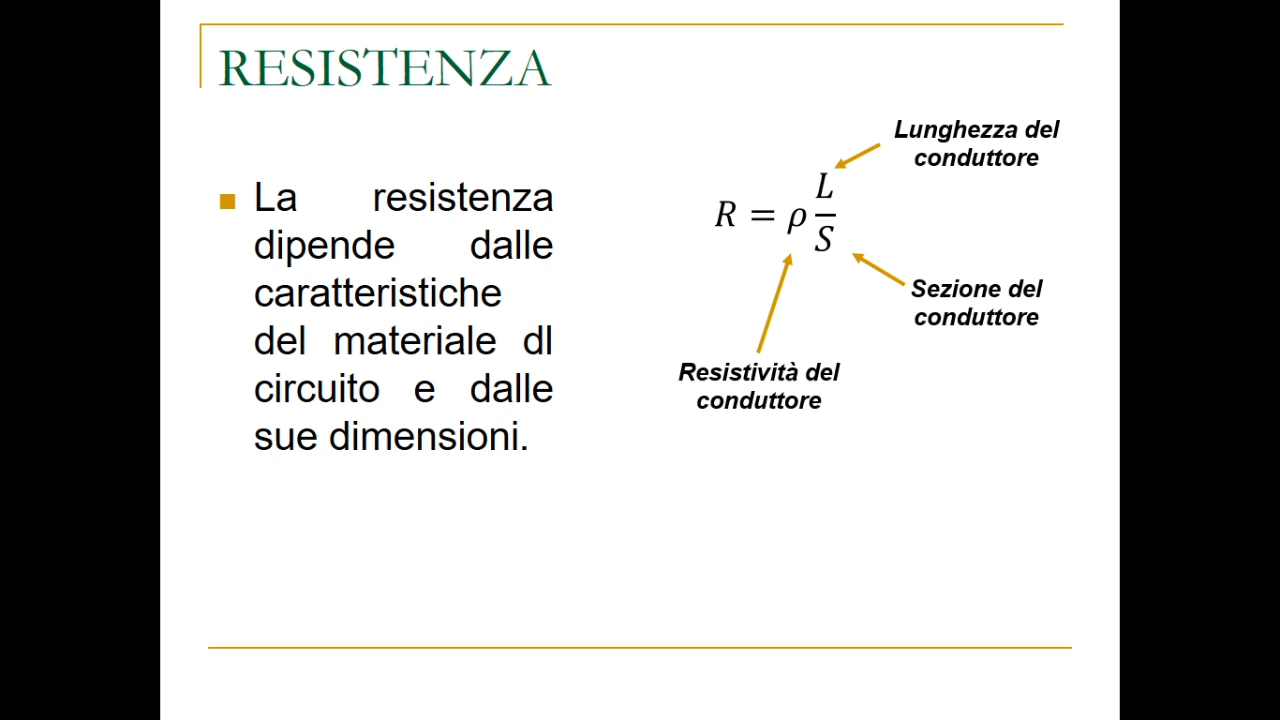 RESISTENZA
La resistenza
dipende dalle
caratteristiche
del materiale dl
circuito e dalle
sue dimensioni.
Lunghezza del
conduttore
R = ρ L/S
Sezione del
conduttore
Resistività del
conduttore